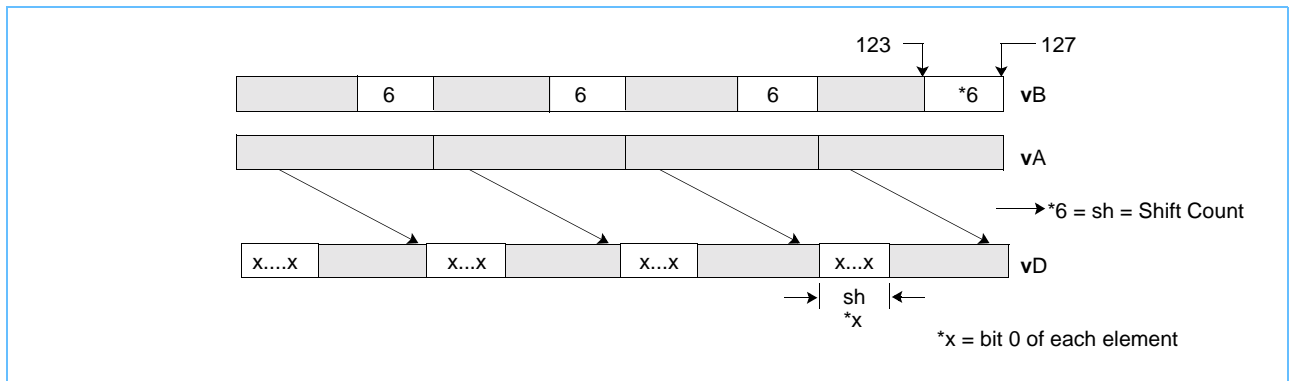 123 127
6 6 6 *6 vB
vA
*6 = sh = Shift Count
x....x x...x x...x x...x vD
sh
*x
*x = bit 0 of each element